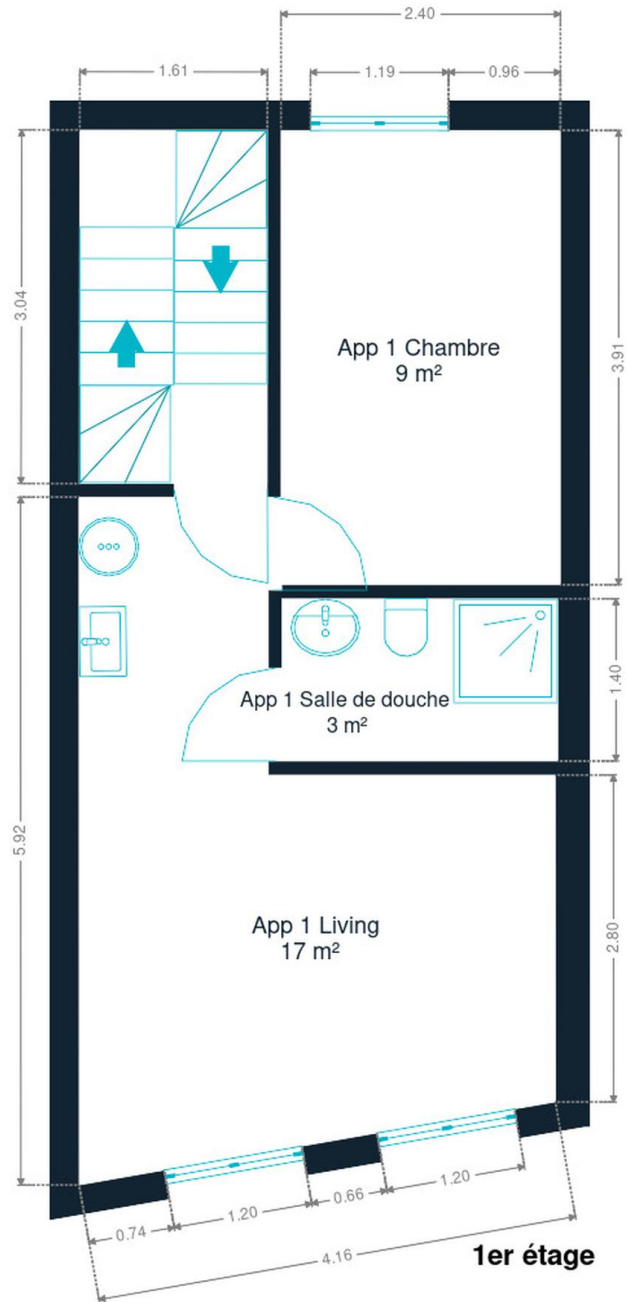 2.40
1.61
1.19
0.96
3.04
3.91
App 1 Chambre
9 m²
1.40
App 1 Salle de douche
3 m²
5.92
2.80
App 1 Living
17 m²
0.74
1.20
0.66
1.20
4.16
1er étage